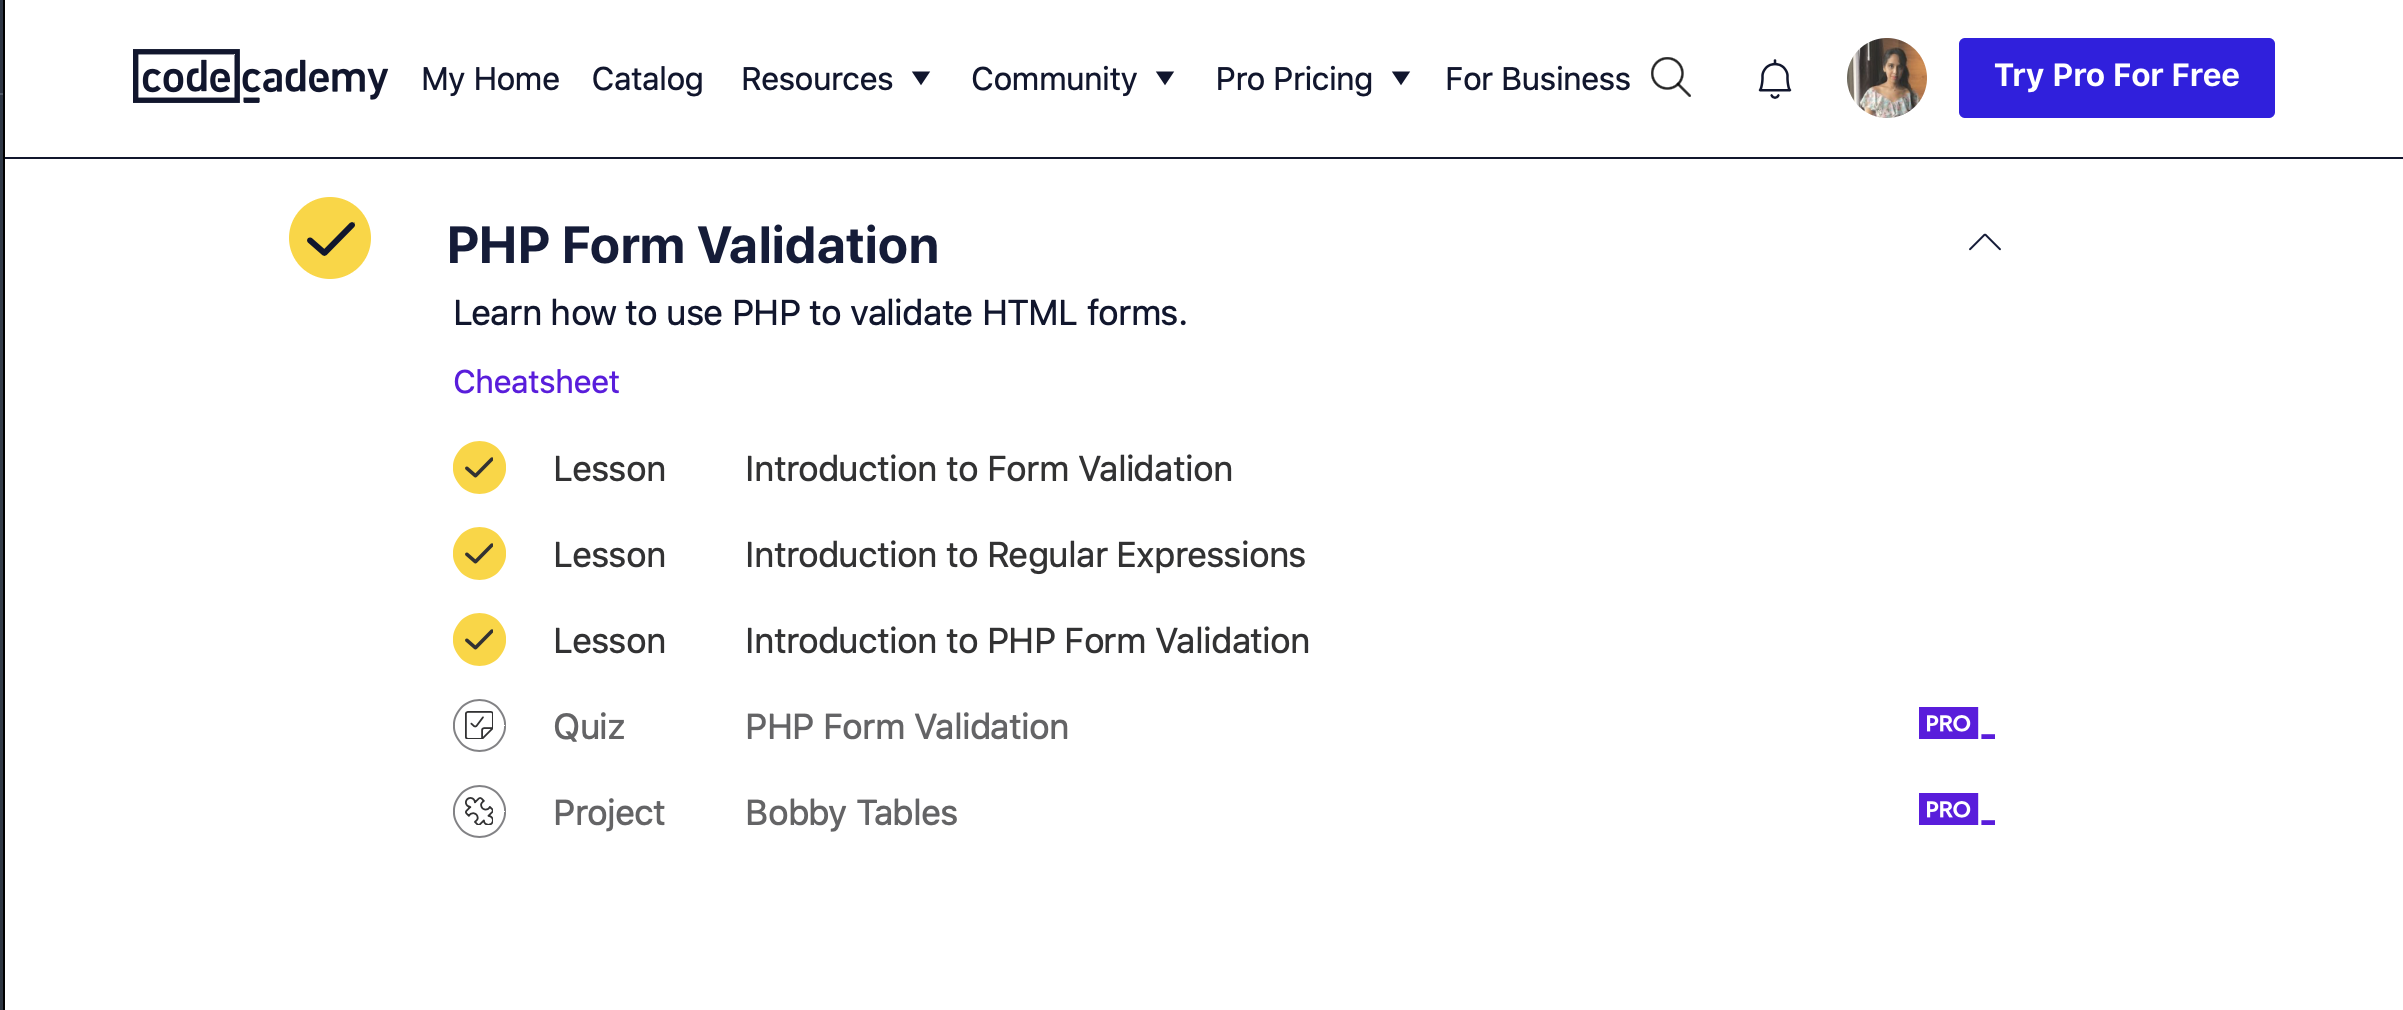 codecademy My Home Catalog Resources Community Pro Pricing For Business Try Pro For Free
PHP Form Validation
Learn how to use PHP to validate HTML forms.
Cheatsheet
Lesson Introduction to Form Validation
Lesson Introduction to Regular Expressions
Lesson Introduction to PHP Form Validation
Quiz PHP Form Validation PRO
Project Bobby Tables PRO